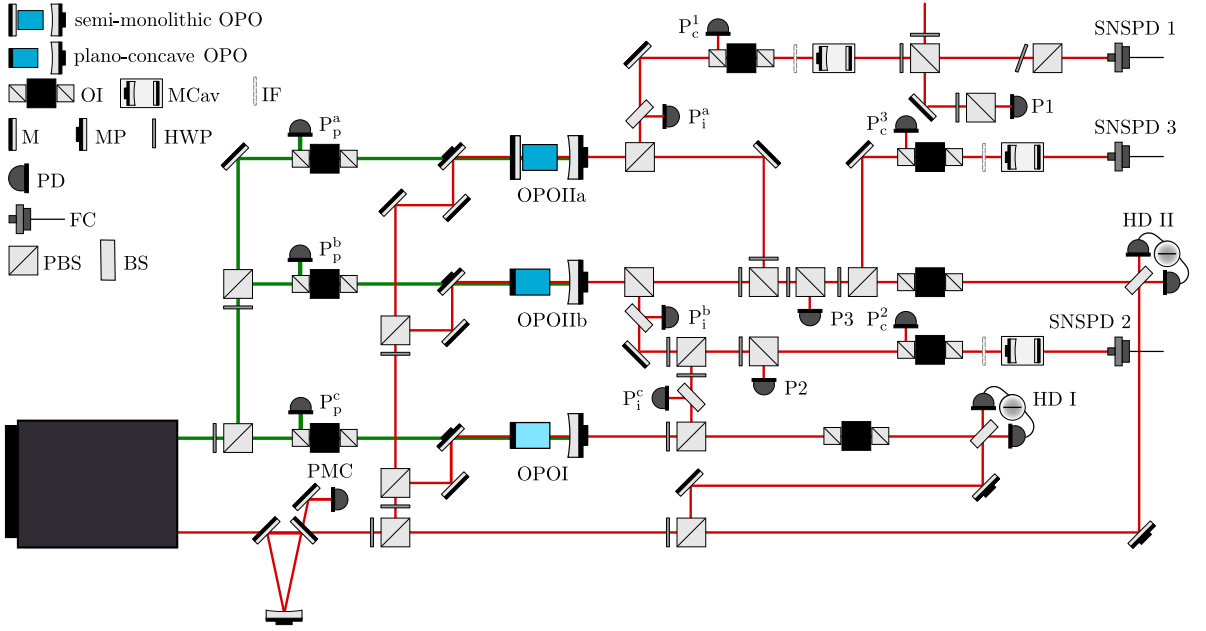 semi-monolithic OPO
plano-concave OPO
OI MCav IF
M MP HWP
PD
FC
PBS BS
P_c^1
SNSPD 1
P_i^a
P1
P_p^a
P_c^3
SNSPD 3
OPOIIa
HD II
P_p^b
OPOIIb
P_i^b
P3
P_c^2
SNSPD 2
P2
P_p^c
P_i^c
HD I
OPOI
PMC